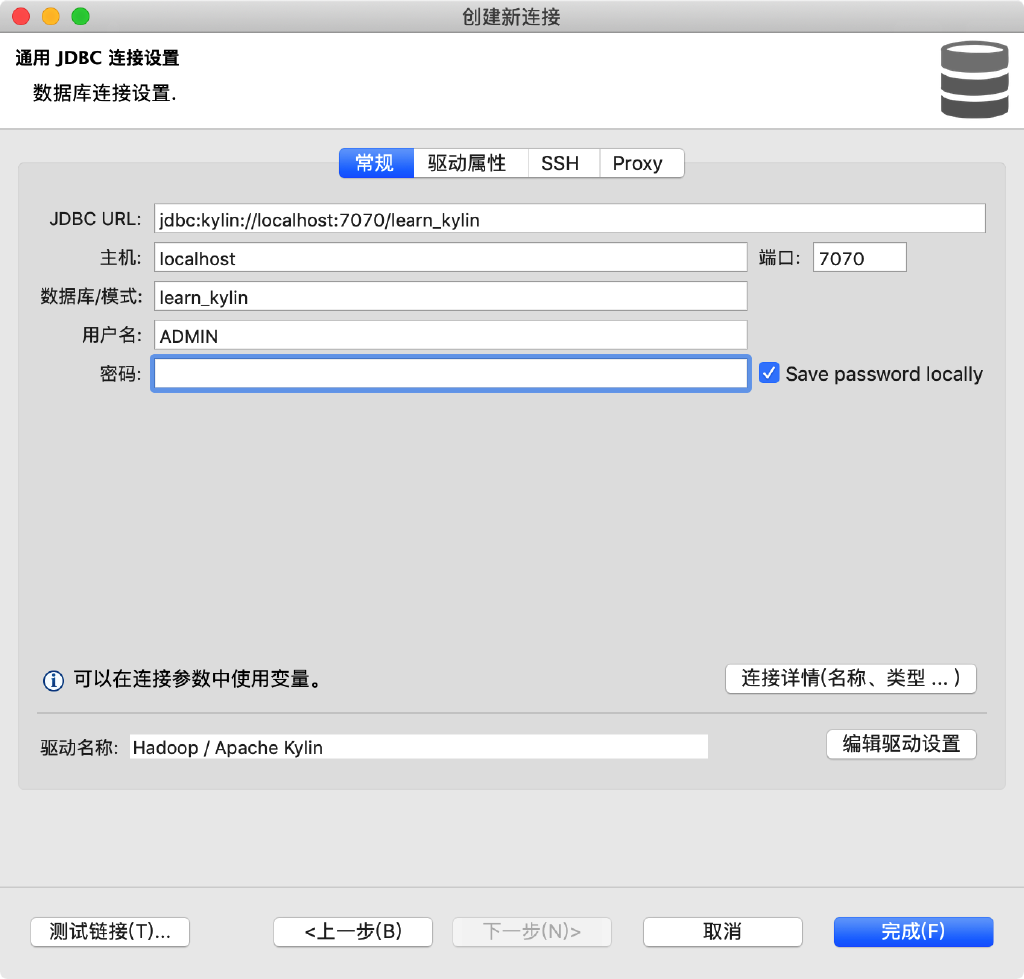 创建新连接
通用 JDBC 连接设置
数据库连接设置.
常规 驱动属性 SSH Proxy
JDBC URL: jdbc:kylin://localhost:7070/learn_kylin
主机: localhost 端口: 7070
数据库/模式: learn_kylin
用户名: ADMIN
密码: Save password locally
可以在连接参数中使用变量。 连接详情(名称、类型 ... )
驱动名称: Hadoop / Apache Kylin 编辑驱动设置
测试链接(T)... <上一步(B) 下一步(N)> 取消 完成(F)